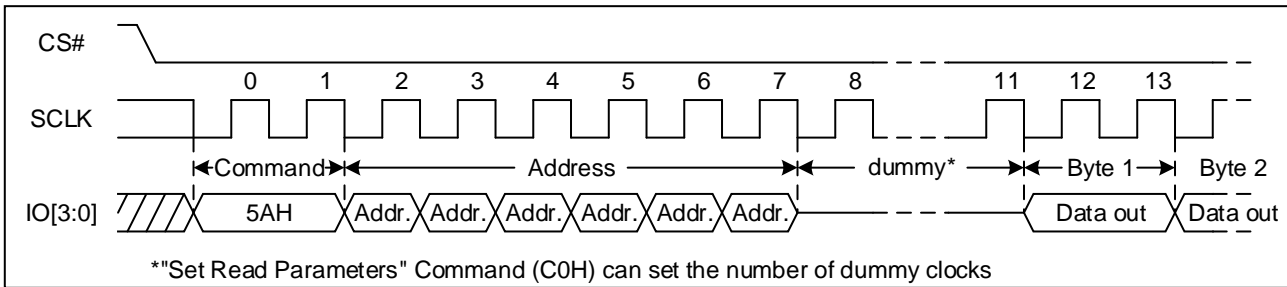 CS#
0 1 2 3 4 5 6 7 8 11 12 13
SCLK
Command Address dummy* Byte 1 Byte 2
IO[3:0] 5AH Addr. Addr. Addr. Addr. Addr. Addr. Data out Data out
*"Set Read Parameters" Command (C0H) can set the number of dummy clocks